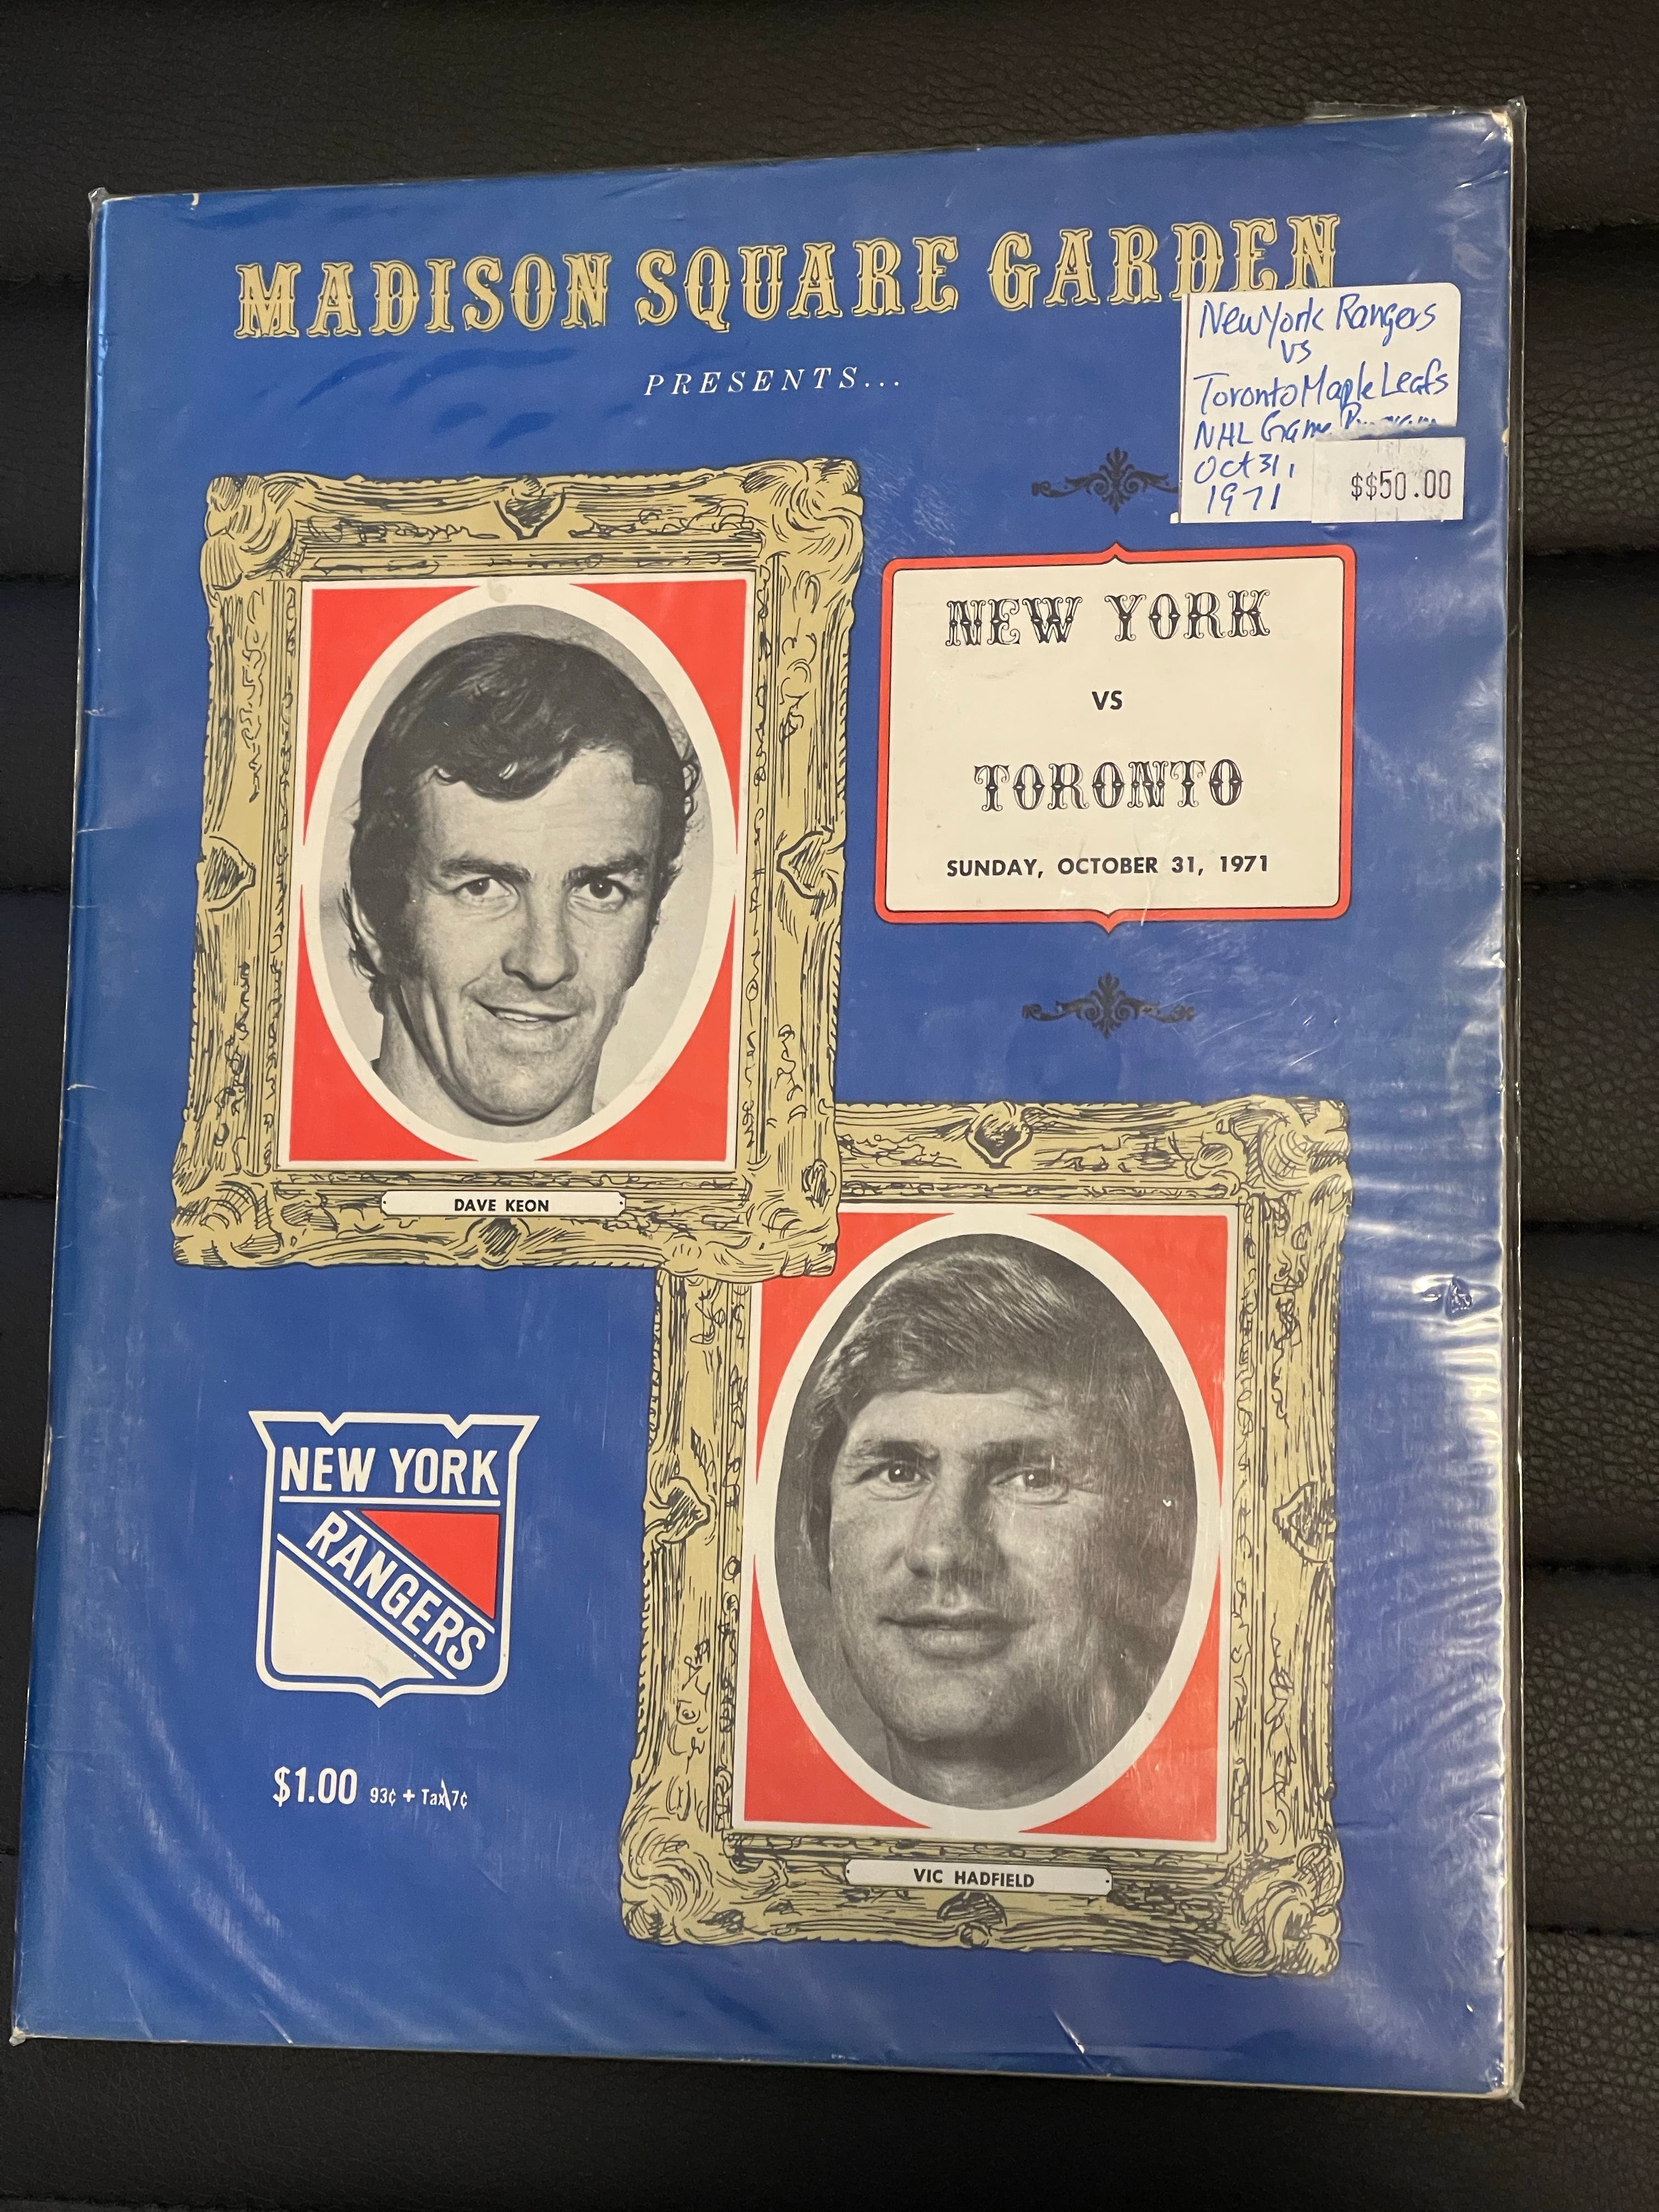 MADISON SQUARE GARDEN
PRESENTS...
New York Rangers
vs
Toronto Maple Leafs
NHL Game
Oct 31,
1971
$$50.00
NEW YORK
VS
TORONTO
SUNDAY, OCTOBER 31, 1971
DAVE KEON
NEW YORK
RANGERS
$1.00 93¢ + Tax 7¢
VIC HADFIELD